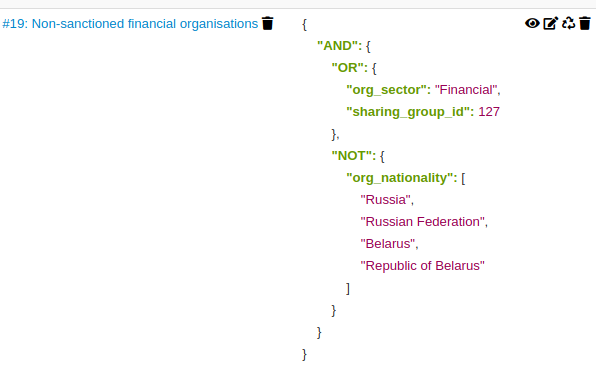 #19: Non-sanctioned financial organisations
{
"AND": {
"OR": {
"org_sector": "Financial",
"sharing_group_id": 127
},
"NOT": {
"org_nationality": [
"Russia",
"Russian Federation",
"Belarus",
"Republic of Belarus"
]
}
}
}